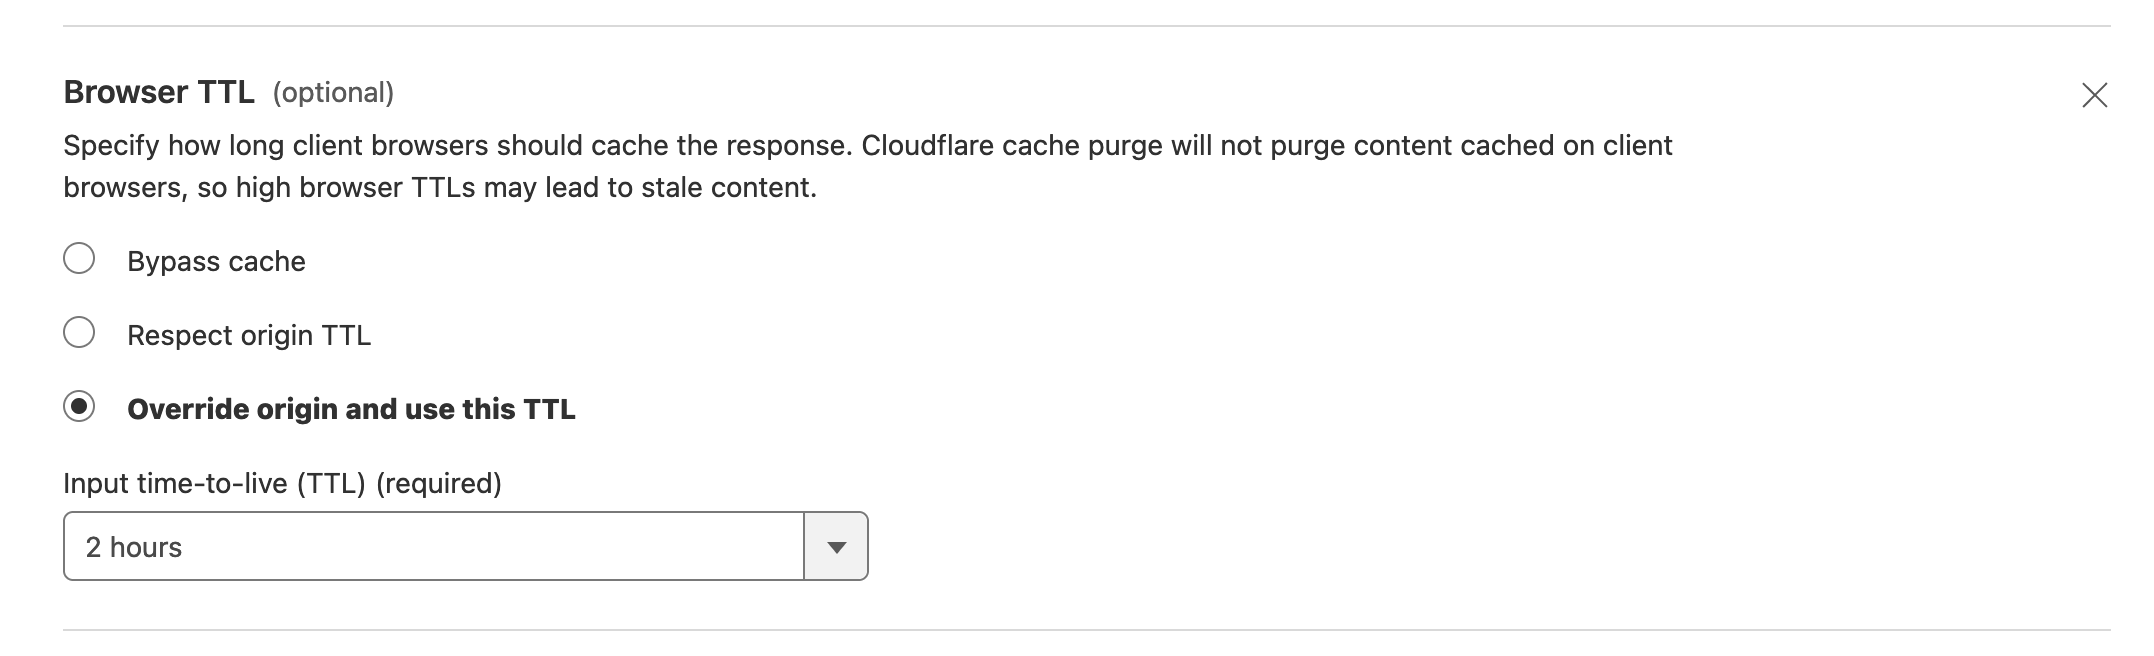 Browser TTL (optional)
Specify how long client browsers should cache the response. Cloudflare cache purge will not purge content cached on client
browsers, so high browser TTLs may lead to stale content.
Bypass cache
Respect origin TTL
Override origin and use this TTL
Input time-to-live (TTL) (required)
2 hours